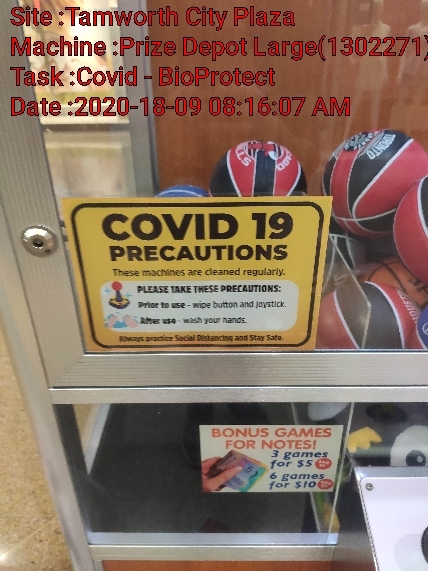 Site :Tamworth City Plaza
Machine :Prize Depot Large(1302271)
Task :Covid - BioProtect
Date :2020-18-09 08:16:07 AM
TORONTO
COVID 19
PRECAUTIONS
These machines are cleaned regularly.
PLEASE TAKE THESE PRECAUTIONS:
Prior to use - wipe button and joystick.
After use - wash your hands.
Always practice Social Distancing and Stay Safe.
BONUS GAMES
FOR NOTES!
3 games
for $5
6 games
for $10